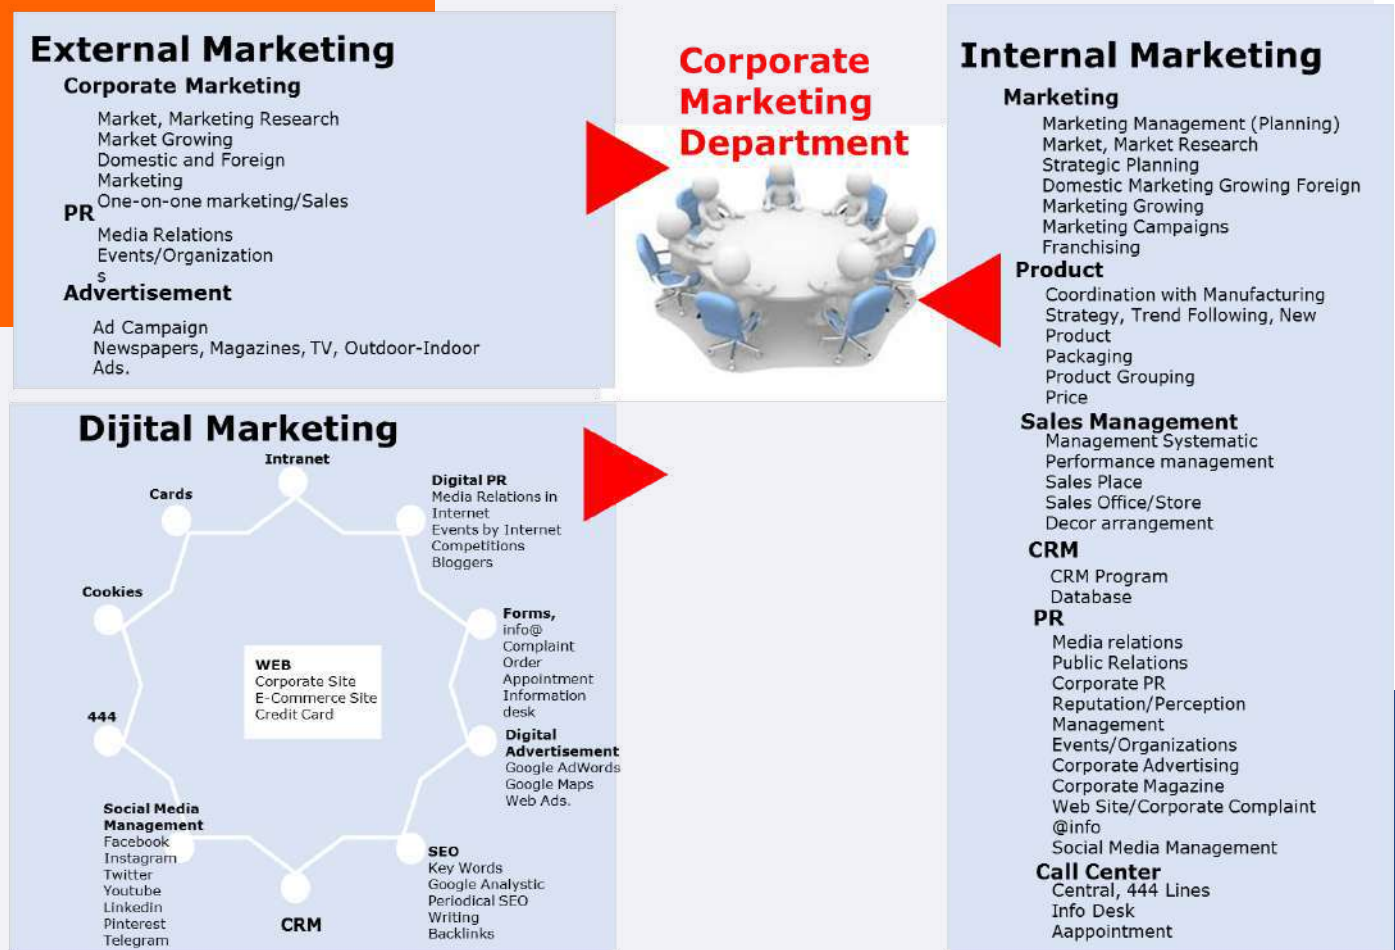 External Marketing
Corporate Marketing
Market, Marketing Research
Market Growing
Domestic and Foreign
Marketing
One-on-one marketing/Sales
PR
Media Relations
Events/Organization
s
Advertisement
Ad Campaign
Newspapers, Magazines, TV, Outdoor-Indoor
Ads.
Corporate
Marketing
Department
Internal Marketing
Marketing
Marketing Management (Planning)
Market, Market Research
Strategic Planning
Domestic Marketing Growing Foreign
Marketing Growing
Marketing Campaigns
Franchising
Product
Coordination with Manufacturing
Strategy, Trend Following, New
Product
Packaging
Product Grouping
Price
Sales Management
Management Systematic
Performance management
Sales Place
Sales Office/Store
Decor arrangement
CRM
CRM Program
Database
PR
Media relations
Public Relations
Corporate PR
Reputation/Perception
Management
Events/Organizations
Corporate Advertising
Corporate Magazine
Web Site/Corporate Complaint
@info
Social Media Management
Call Center
Central, 444 Lines
Info Desk
Aappointment
Dijital Marketing
Intranet
Cards
Digital PR
Media Relations in
Internet
Events by Internet
Competitions
Bloggers
Cookies
Forms,
info@
Complaint
Order
Appointment
Information
desk
WEB
Corporate Site
E-Commerce Site
Credit Card
444
Digital
Advertisement
Google AdWords
Google Maps
Web Ads.
Social Media
Management
Facebook
Instagram
Twitter
Youtube
Linkedin
Pinterest
Telegram
CRM
SEO
Key Words
Google Analystic
Periodical SEO
Writing
Backlinks